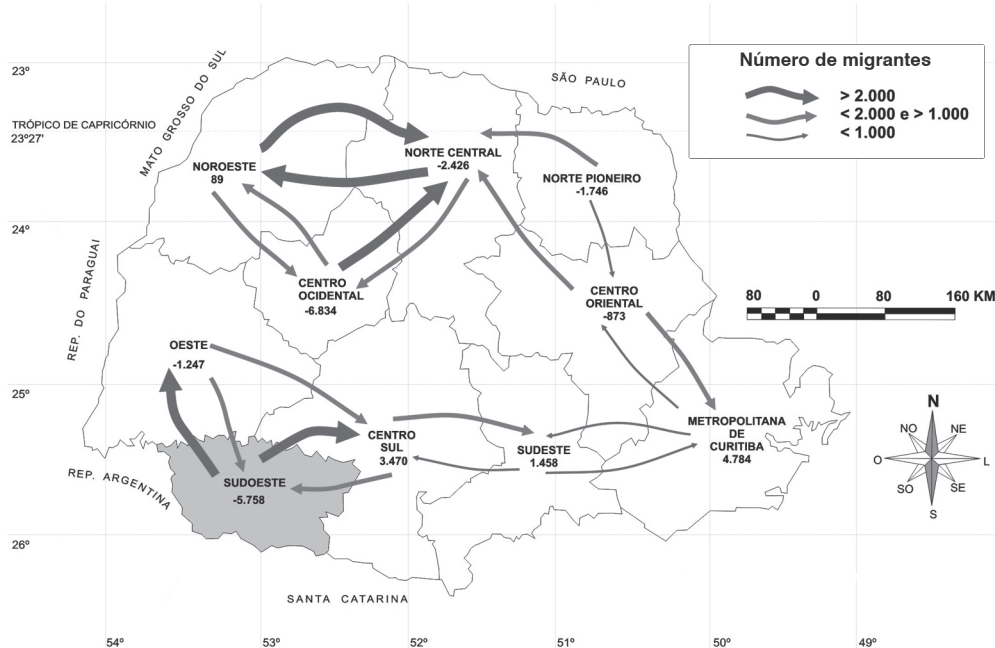 Número de migrantes
> 2.000
< 2.000 e > 1.000
< 1.000
23º
TRÓPICO DE CAPRICÓRNIO
23º27'
24º
25º
26º
MATO GROSSO DO SUL
SÃO PAULO
REP. DO PARAGUAI
REP. ARGENTINA
SANTA CATARINA
NOROESTE
89
NORTE CENTRAL
-2.426
NORTE PIONEIRO
-1.746
CENTRO
OCIDENTAL
-6.834
CENTRO
ORIENTAL
-873
OESTE
-1.247
CENTRO
SUL
3.470
SUDESTE
1.458
METROPOLITANA
DE
CURITIBA
4.784
SUDOESTE
-5.758
80 0 80 160 KM
N
NO NE
O L
SO SE
S
54º 53º 52º 51º 50º 49º